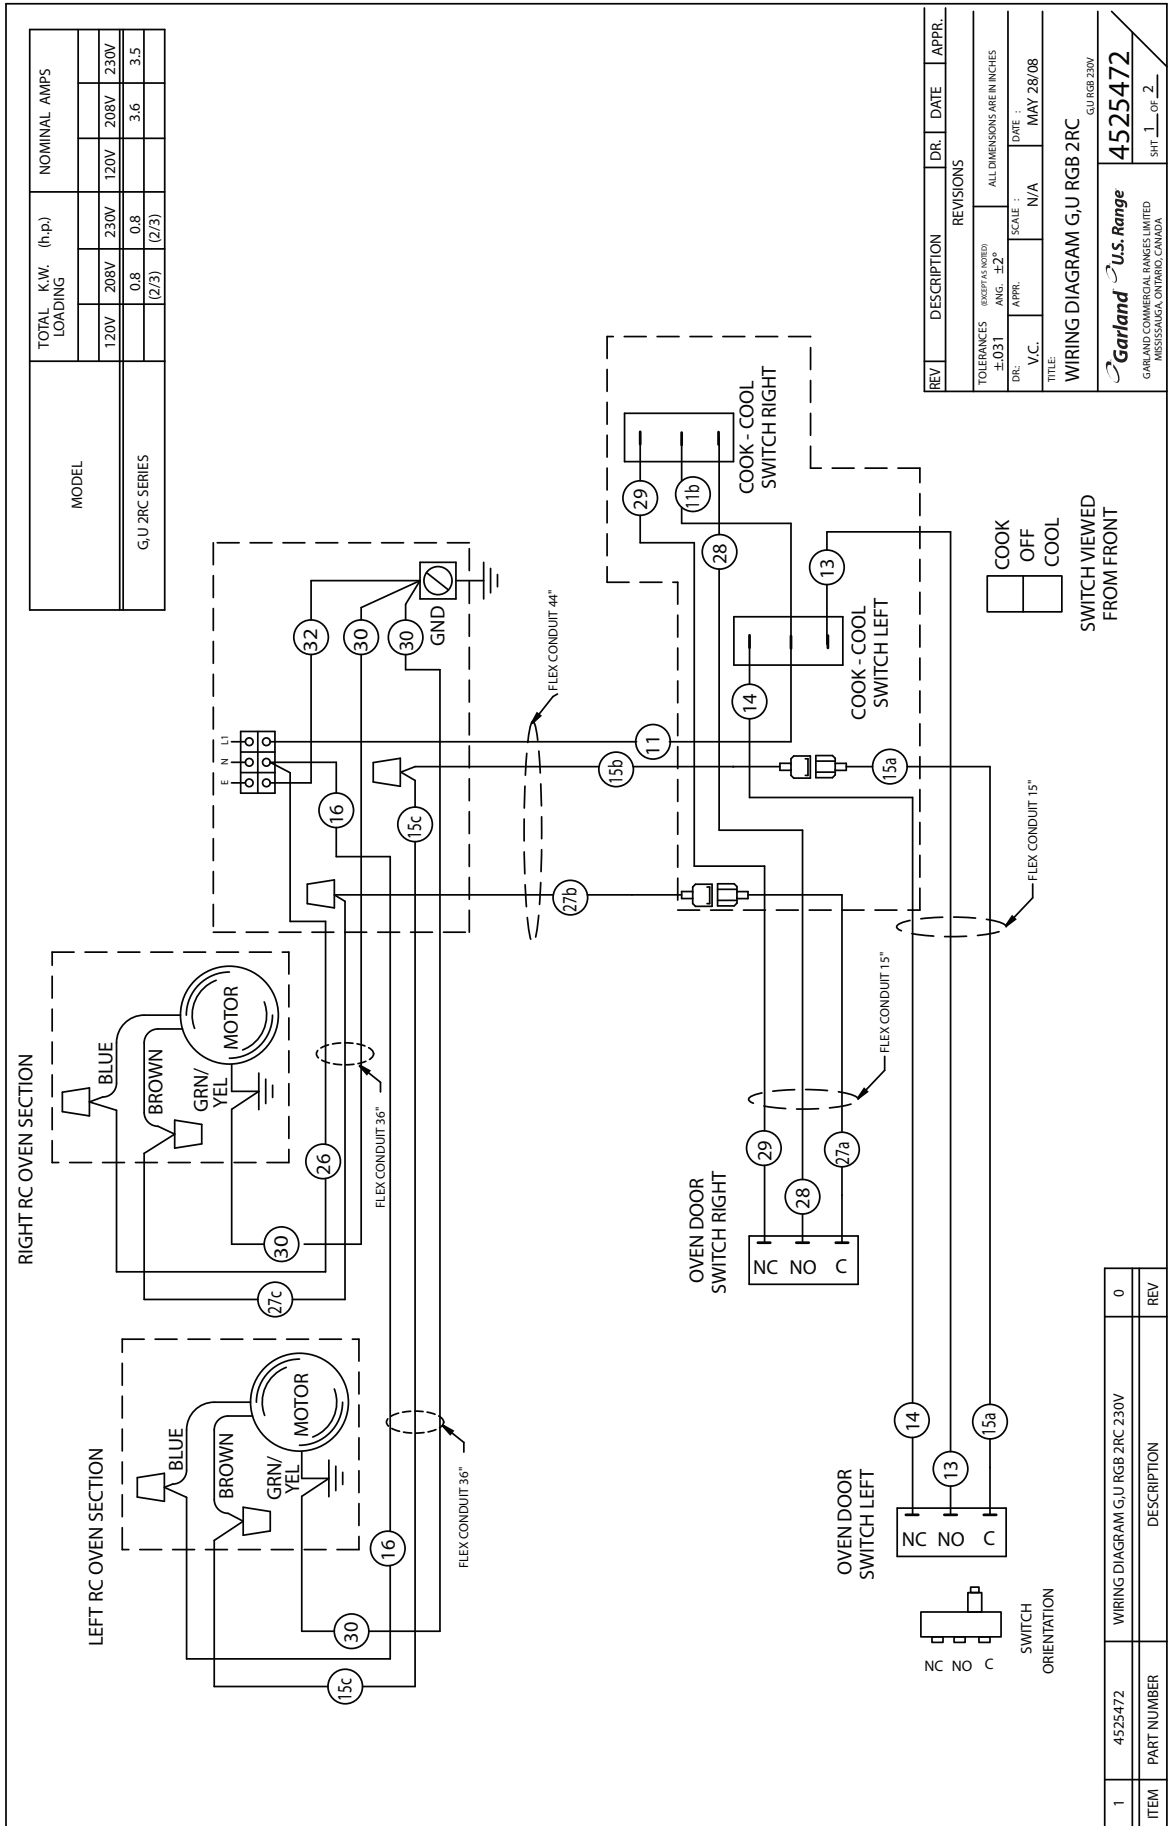 MODEL
TOTAL K.W. (h.p.)
LOADING
NOMINAL AMPS
120V 208V 230V 120V 208V 230V
G,U 2RC SERIES 0.8 0.8 3.6 3.5
(2/3) (2/3)
RIGHT RC OVEN SECTION
BLUE
BROWN
GRN/
YEL
MOTOR
27c
30
26
FLEX CONDUIT 36"
LEFT RC OVEN SECTION
BLUE
BROWN
GRN/
YEL
MOTOR
15c
30
16
FLEX CONDUIT 36"
E N L1
32
30
30
GND
16
15c
FLEX CONDUIT 44"
27b
15b
11
29
11b
28
COOK - COOL
SWITCH RIGHT
13
14
COOK - COOL
SWITCH LEFT
15a
FLEX CONDUIT 15"
FLEX CONDUIT 15"
OVEN DOOR
SWITCH RIGHT
29
28
27a
NC NO C
OVEN DOOR
SWITCH LEFT
14
13
15a
NC NO C
NC NO C
SWITCH
ORIENTATION
COOK
OFF
COOL
SWITCH VIEWED
FROM FRONT
REV DESCRIPTION DR. DATE APPR.
REVISIONS
TOLERANCES (EXCEPT AS NOTED)
±.031 ANG. ±2°
ALL DIMENSIONS ARE IN INCHES
DR.: APPR. SCALE : DATE :
V.C. N/A MAY 28/08
TITLE:
WIRING DIAGRAM G,U RGB 2RC
G,U RGB 230V
Garland U.S. Range
GARLAND COMMERCIAL RANGES LIMITED
MISSISSAUGA, ONTARIO, CANADA
4525472
SHT 1 OF 2
1 4525472 WIRING DIAGRAM G,U RGB 2RC 230V 0
ITEM PART NUMBER DESCRIPTION REV